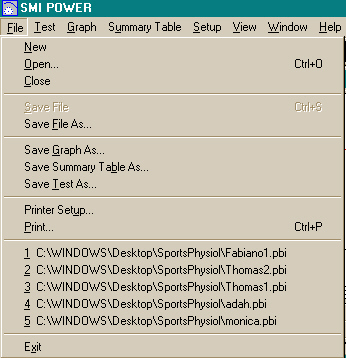 SMI POWER
File Test Graph Summary Table Setup View Window Help
New
Open... Ctrl+O
Close
Save File Ctrl+S
Save File As...
Save Graph As...
Save Summary Table As...
Save Test As...
Printer Setup...
Print... Ctrl+P
1 C:\WINDOWS\Desktop\SportsPhysiol\Fabiano1.pbi
2 C:\WINDOWS\Desktop\SportsPhysiol\Thomas2.pbi
3 C:\WINDOWS\Desktop\SportsPhysiol\Thomas1.pbi
4 C:\WINDOWS\Desktop\SportsPhysiol\adah.pbi
5 C:\WINDOWS\Desktop\SportsPhysiol\monica.pbi
Exit